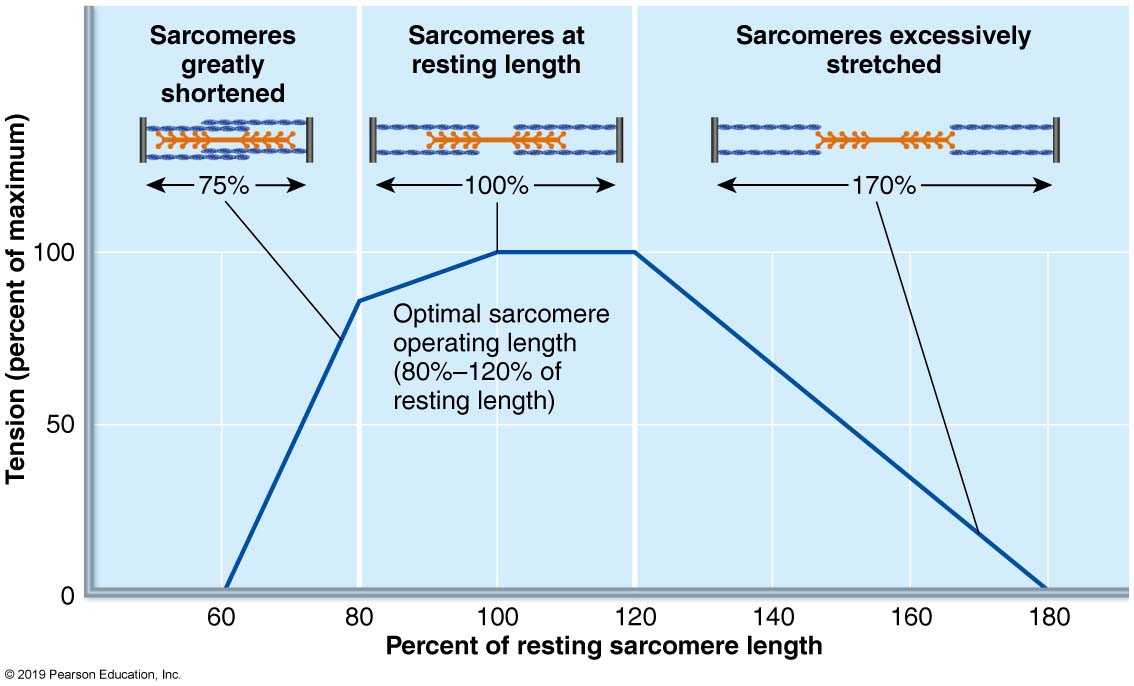 Sarcomeres
greatly
shortened
Sarcomeres at
resting length
Sarcomeres excessively
stretched
75%
100%
170%
Tension (percent of maximum)
100
50
0
Optimal sarcomere
operating length
(80%–120% of
resting length)
60
80
100
120
140
160
180
Percent of resting sarcomere length
© 2019 Pearson Education, Inc.